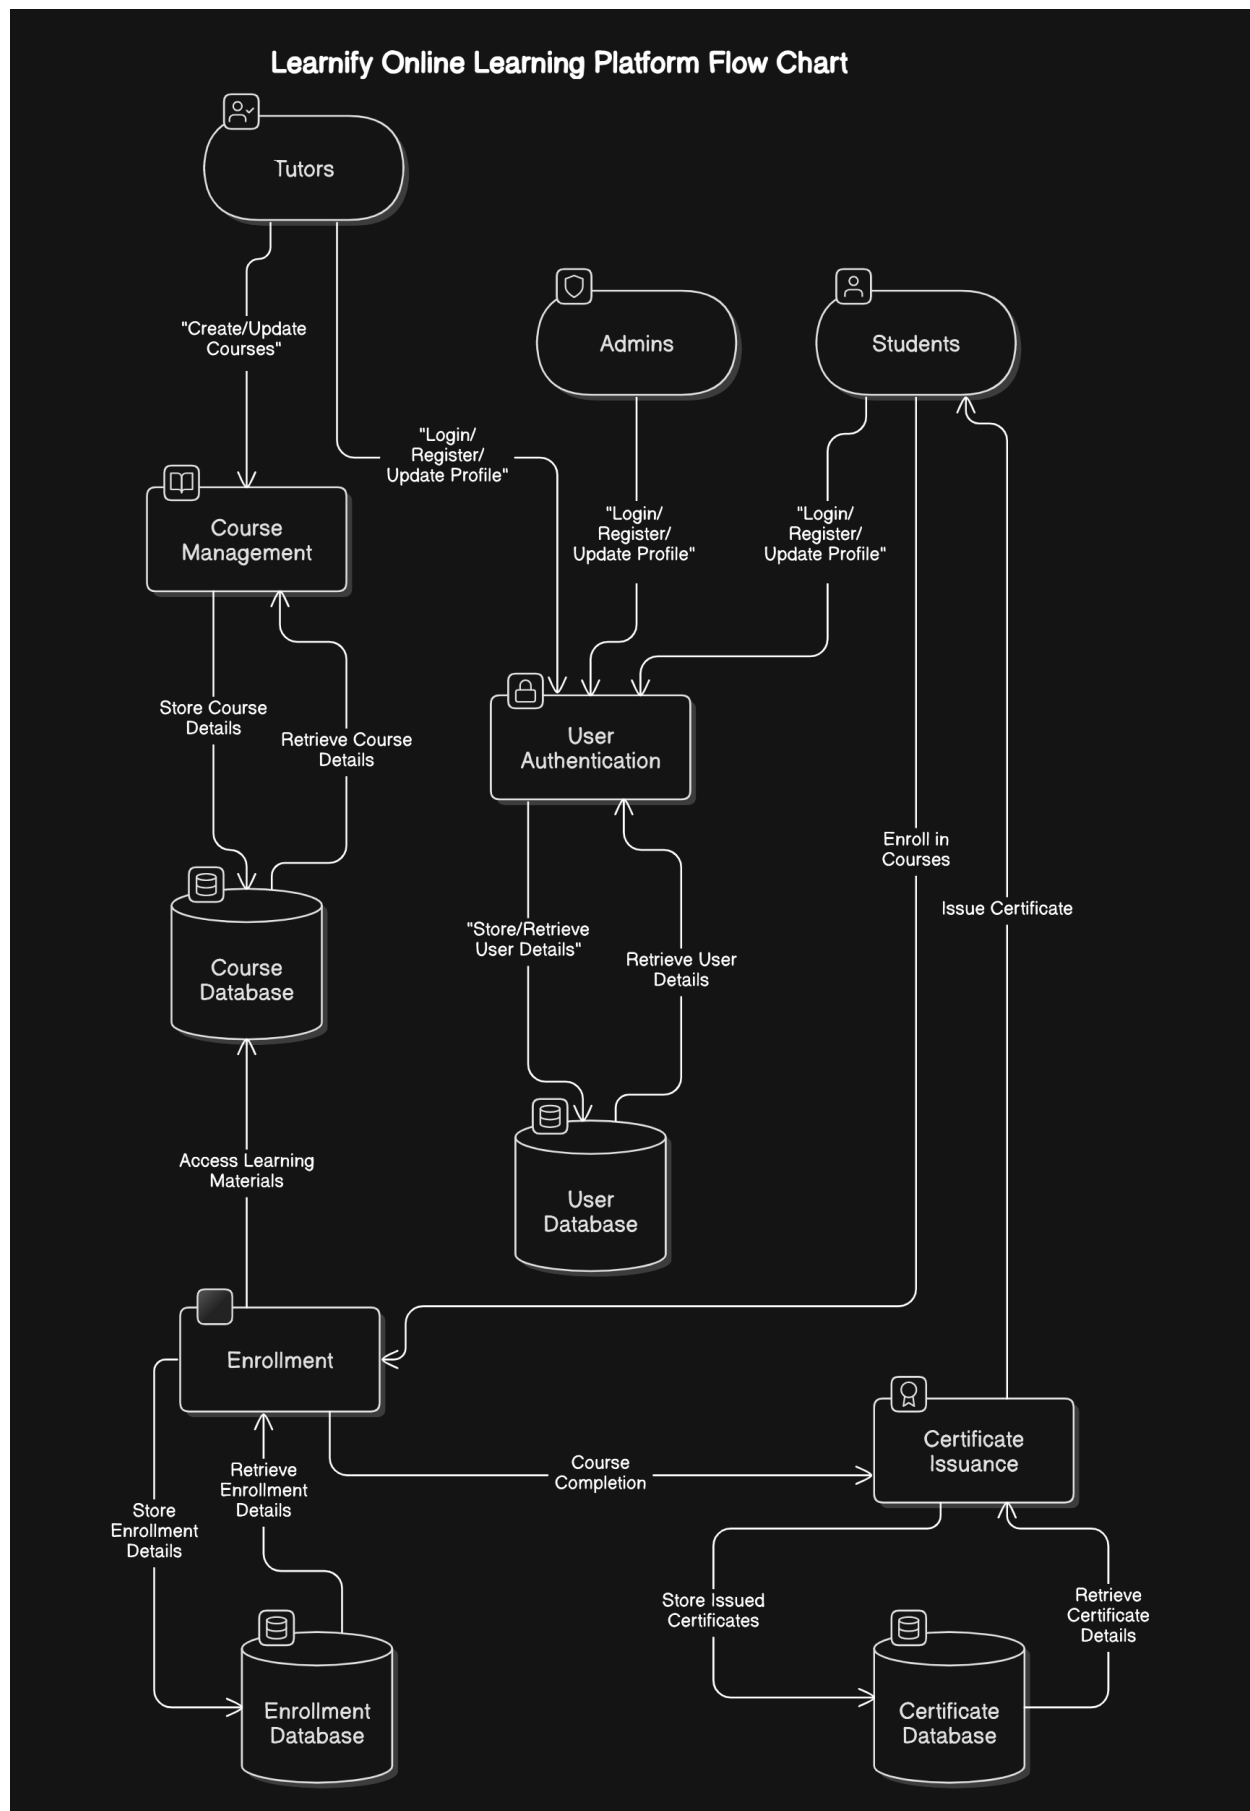 Learnify Online Learning Platform Flow Chart
Tutors
"Create/Update
Courses"
Admins
Students
"Login/
Register/
Update Profile"
"Login/
Register/
Update Profile"
"Login/
Register/
Update Profile"
Course
Management
Store Course
Details
Retrieve Course
Details
User
Authentication
Enroll in
Courses
Issue Certificate
"Store/Retrieve
User Details"
Retrieve User
Details
Course
Database
Access Learning
Materials
User
Database
Enrollment
Certificate
Issuance
Course
Completion
Retrieve
Enrollment
Details
Store
Enrollment
Details
Store Issued
Certificates
Retrieve
Certificate
Details
Enrollment
Database
Certificate
Database